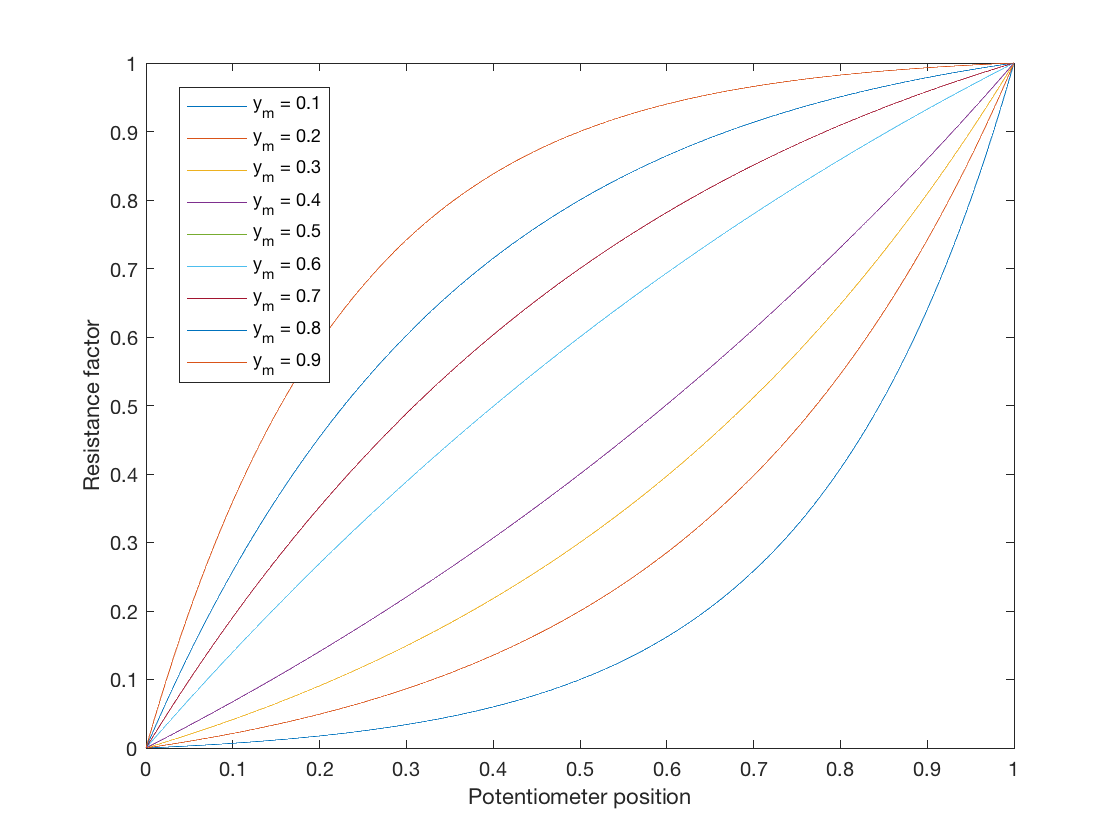 1
0.9
0.8
0.7
0.6
0.5
0.4
0.3
0.2
0.1
0
Resistance factor
y_m = 0.1
y_m = 0.2
y_m = 0.3
y_m = 0.4
y_m = 0.5
y_m = 0.6
y_m = 0.7
y_m = 0.8
y_m = 0.9
0 0.1 0.2 0.3 0.4 0.5 0.6 0.7 0.8 0.9 1
Potentiometer position